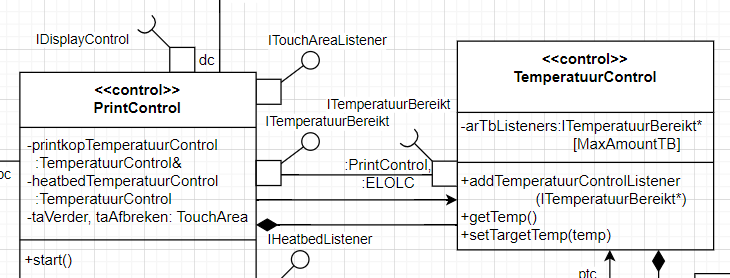 IDisplayControl
dc
ITouchAreaListener
<<control>>
PrintControl
-printkopTemperatuurControl
:TemperatuurControl&
-heatbedTemperatuurControl
:TemperatuurControl
-taVerder, taAfbreken: TouchArea
+start()
ITemperatuurBereikt
ITemperatuurBereikt
:PrintControl,
:ELOLC
IHeatbedListener
<<control>>
TemperatuurControl
-arTbListeners:ITemperatuurBereikt*
[MaxAmountTB]
+addTemperatuurControlListener
(ITemperatuurBereikt*)
+getTemp()
+setTargetTemp(temp)
ptc